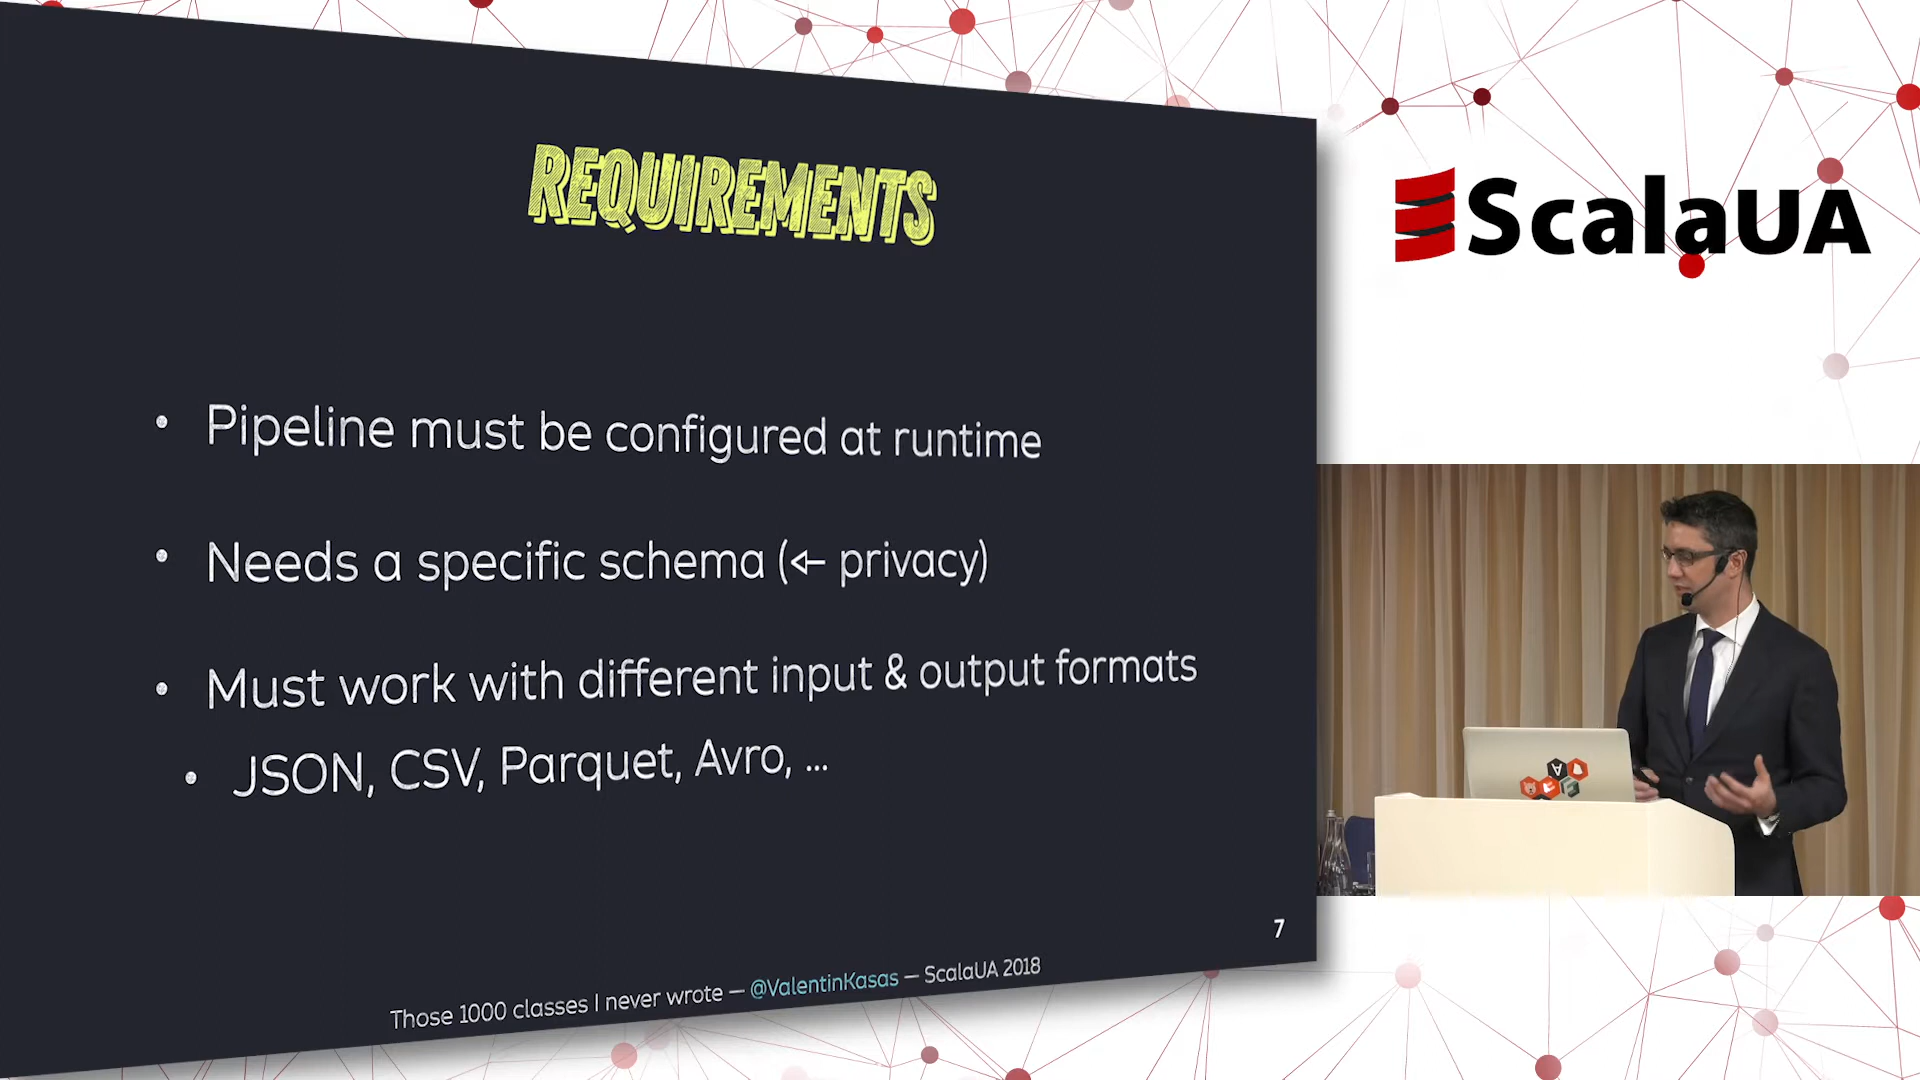 REQUIREMENTS
• Pipeline must be configured at runtime
• Needs a specific schema (← privacy)
• Must work with different input & output formats
• JSON, CSV, Parquet, Avro, ...
7
Those 1000 classes I never wrote — @ValentinKasas — ScalaUA 2018
ScalaUA